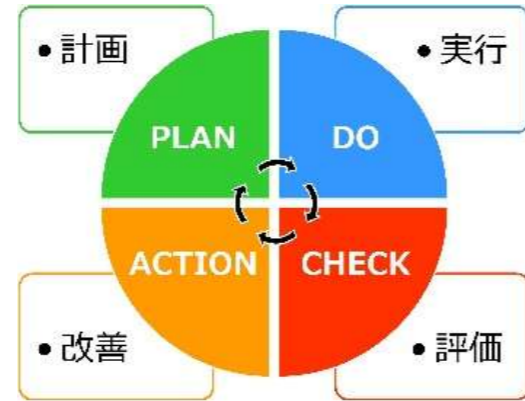 • 計画
• 実行
PLAN
DO
ACTION
CHECK
• 改善
• 評価